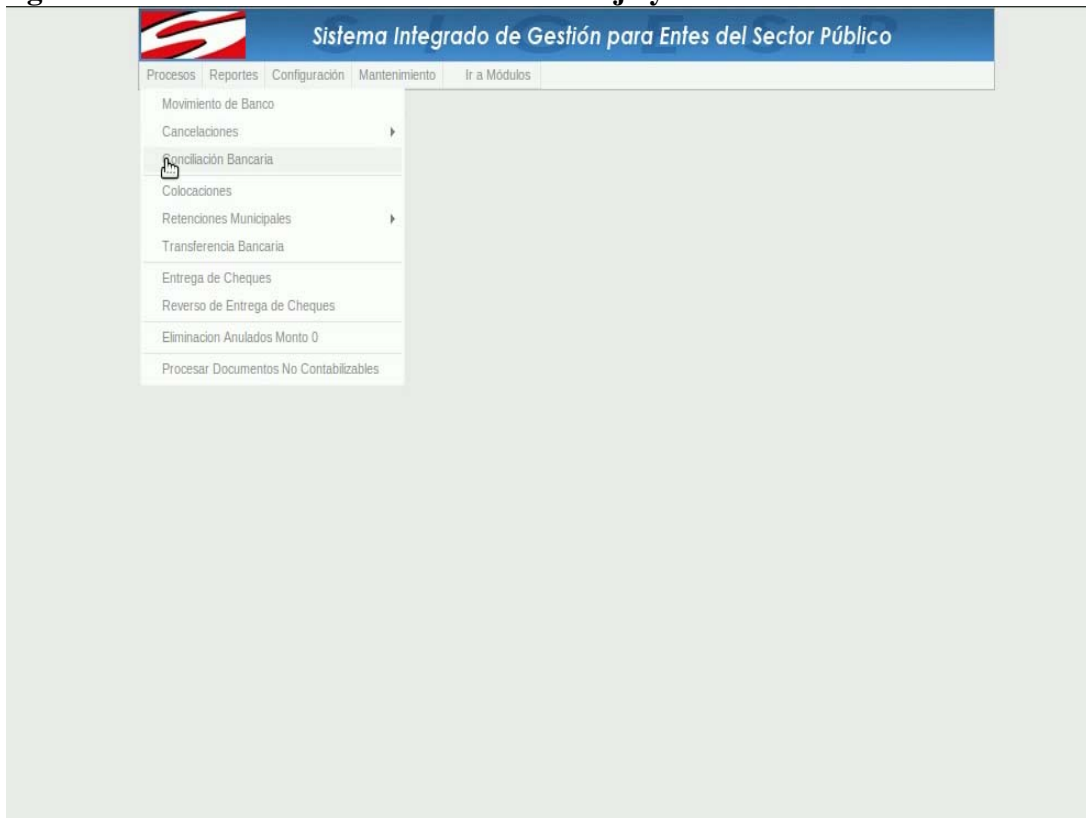 S I G E S P
Sistema Integrado de Gestión para Entes del Sector Público
Procesos Reportes Configuración Mantenimiento Ir a Módulos
Movimiento de Banco
Cancelaciones
Conciliación Bancaria
Colocaciones
Retenciones Municipales
Transferencia Bancaria
Entrega de Cheques
Reverso de Entrega de Cheques
Eliminacion Anulados Monto 0
Procesar Documentos No Contabilizables